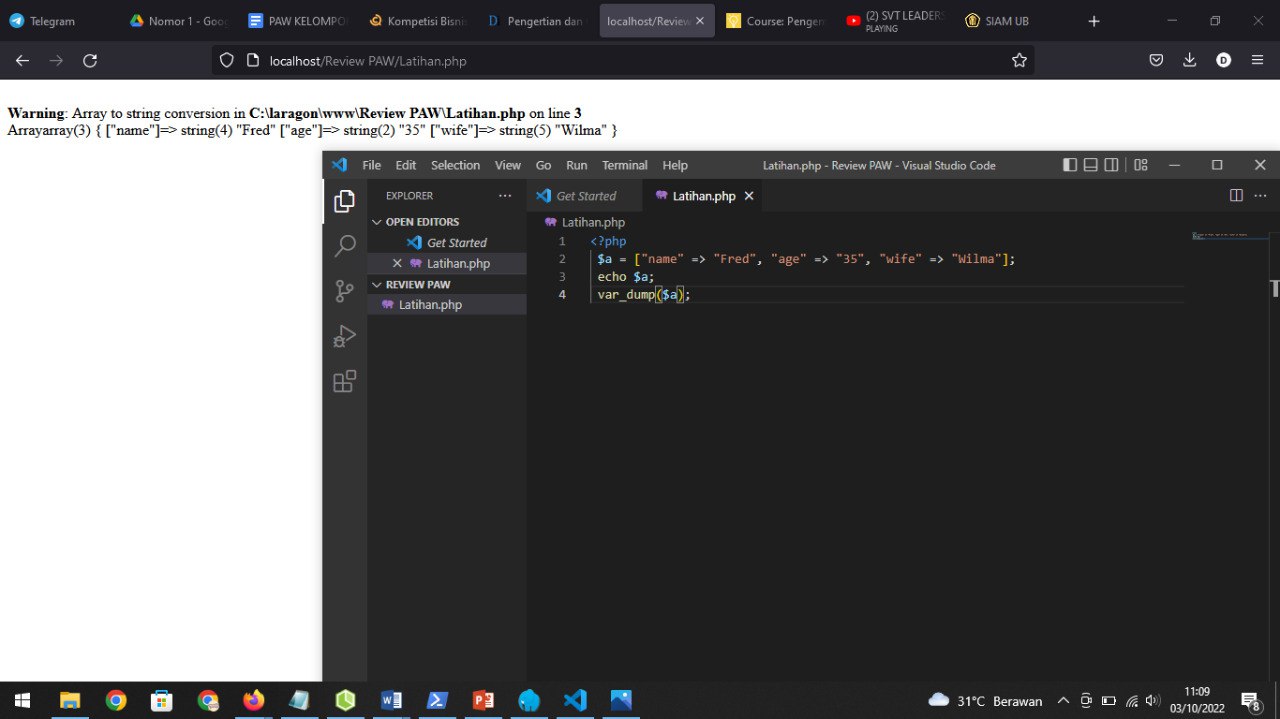 Telegram
Nomor 1 - Goo
PAW KELOMPO
Kompetisi Bisni
Pengertian dan
localhost/Review
Course: Pengem
(2) SVT LEADERS
PLAYING
SIAM UB
localhost/Review PAW/Latihan.php
Warning: Array to string conversion in C:\laragon\www\Review PAW\Latihan.php on line 3
Arrayarray(3) { ["name"]=> string(4) "Fred" ["age"]=> string(2) "35" ["wife"]=> string(5) "Wilma" }
File Edit Selection View Go Run Terminal Help
Latihan.php - Review PAW - Visual Studio Code
EXPLORER
Get Started
Latihan.php
OPEN EDITORS
Get Started
Latihan.php
REVIEW PAW
Latihan.php
Latihan.php
1 <?php
2 $a = ["name" => "Fred", "age" => "35", "wife" => "Wilma"];
3 echo $a;
4 var_dump($a);
31°C Berawan
11:09
03/10/2022
8